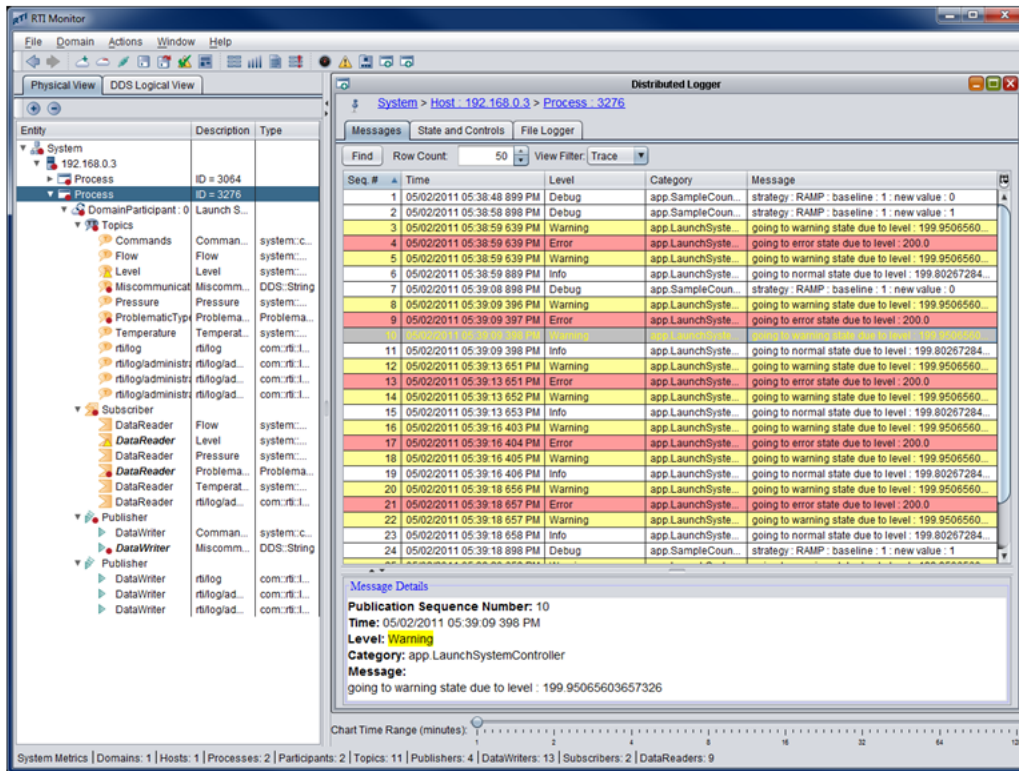 RTI RTI Monitor
File Domain Actions Window Help
Physical View DDS Logical View
Entity Description Type
System
192.168.0.3
Process ID = 3064
Process ID = 3276
DomainParticipant : 0 Launch S...
Topics
Commands Comman... system::c...
Flow Flow system::...
Level Level system::...
Miscommunicat Miscomm... DDS::String
Pressure Pressure system::...
ProblematicType Problema... Problema...
Temperature Temperat... system::...
rti/log rti/log com::rti::l...
rti/log/administra rti/log/ad... com::rti::l...
rti/log/administra rti/log/ad... com::rti::l...
rti/log/administra rti/log/ad... com::rti::l...
Subscriber
DataReader Flow system::...
DataReader Level system::...
DataReader Pressure system::...
DataReader Problema... Problema...
DataReader Temperat... system::...
DataReader rti/log/ad... com::rti::l...
Publisher
DataWriter Comman... system::c...
DataWriter Miscomm... DDS::String
Publisher
DataWriter rti/log com::rti::l...
DataWriter rti/log/ad... com::rti::l...
DataWriter rti/log/ad... com::rti::l...
Distributed Logger
System > Host : 192.168.0.3 > Process : 3276
Messages State and Controls File Logger
Find Row Count: 50 View Filter: Trace
Seq. # Time Level Category Message
1 05/02/2011 05:38:48 899 PM Debug app.SampleCoun... strategy : RAMP : baseline : 1 : new value : 0
2 05/02/2011 05:38:58 898 PM Debug app.SampleCoun... strategy : RAMP : baseline : 1 : new value : 1
3 05/02/2011 05:38:59 639 PM Warning app.LaunchSyste... going to warning state due to level : 199.9506560...
4 05/02/2011 05:38:59 639 PM Error app.LaunchSyste... going to error state due to level : 200.0
5 05/02/2011 05:38:59 639 PM Warning app.LaunchSyste... going to warning state due to level : 199.9506560...
6 05/02/2011 05:38:59 889 PM Info app.LaunchSyste... going to normal state due to level : 199.80267284...
7 05/02/2011 05:39:08 898 PM Debug app.SampleCoun... strategy : RAMP : baseline : 1 : new value : 0
8 05/02/2011 05:39:09 396 PM Warning app.LaunchSyste... going to warning state due to level : 199.9506560...
9 05/02/2011 05:39:09 397 PM Error app.LaunchSyste... going to error state due to level : 200.0
10 05/02/2011 05:39:09 398 PM Warning app.LaunchSyste... going to warning state due to level : 199.9506560...
11 05/02/2011 05:39:09 398 PM Info app.LaunchSyste... going to normal state due to level : 199.80267284...
12 05/02/2011 05:39:13 651 PM Warning app.LaunchSyste... going to warning state due to level : 199.9506560...
13 05/02/2011 05:39:13 651 PM Error app.LaunchSyste... going to error state due to level : 200.0
14 05/02/2011 05:39:13 652 PM Warning app.LaunchSyste... going to warning state due to level : 199.9506560...
15 05/02/2011 05:39:13 653 PM Info app.LaunchSyste... going to normal state due to level : 199.80267284...
16 05/02/2011 05:39:16 403 PM Warning app.LaunchSyste... going to warning state due to level : 199.9506560...
17 05/02/2011 05:39:16 404 PM Error app.LaunchSyste... going to error state due to level : 200.0
18 05/02/2011 05:39:16 405 PM Warning app.LaunchSyste... going to warning state due to level : 199.9506560...
19 05/02/2011 05:39:16 406 PM Info app.LaunchSyste... going to normal state due to level : 199.80267284...
20 05/02/2011 05:39:18 656 PM Warning app.LaunchSyste... going to warning state due to level : 199.9506560...
21 05/02/2011 05:39:18 657 PM Error app.LaunchSyste... going to error state due to level : 200.0
22 05/02/2011 05:39:18 657 PM Warning app.LaunchSyste... going to warning state due to level : 199.9506560...
23 05/02/2011 05:39:18 658 PM Info app.LaunchSyste... going to normal state due to level : 199.80267284...
24 05/02/2011 05:39:18 898 PM Debug app.SampleCoun... strategy : RAMP : baseline : 1 : new value : 1
Message Details
Publication Sequence Number: 10
Time: 05/02/2011 05:39:09 398 PM
Level: Warning
Category: app.LaunchSystemController
Message:
going to warning state due to level : 199.95065603657326
Chart Time Range (minutes):
1 2 4 8 16 32 64 128
System Metrics | Domains: 1 | Hosts: 1 | Processes: 2 | Participants: 2 | Topics: 11 | Publishers: 4 | DataWriters: 13 | Subscribers: 2 | DataReaders: 9